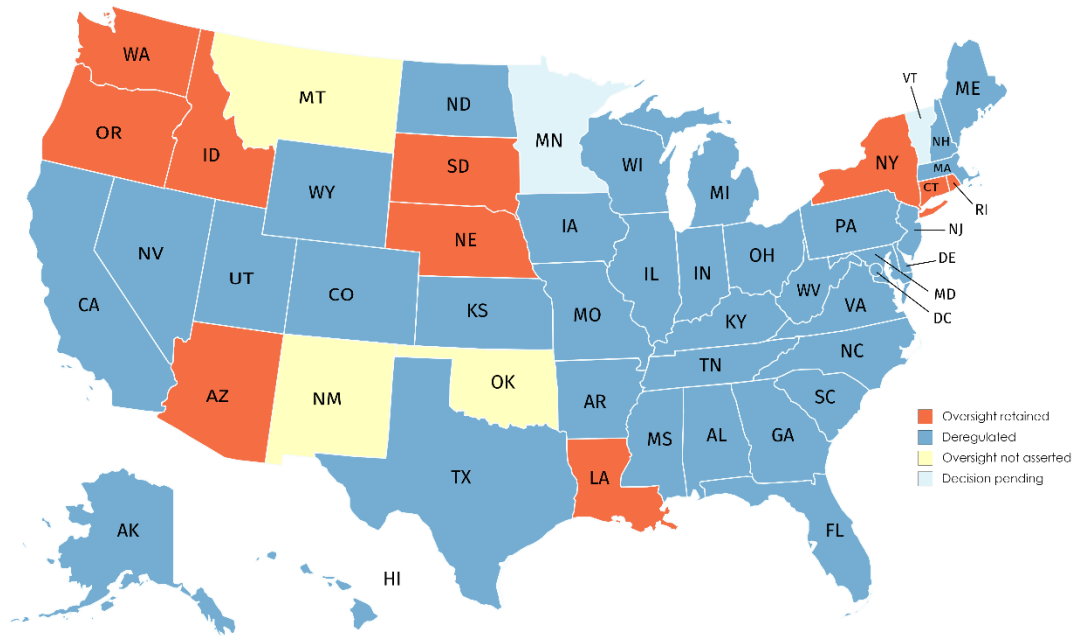 WA
MT
ND
MN
VT
ME
OR
ID
SD
WI
NH
NY
MA
WY
MI
CT
RI
IA
NE
PA
NJ
NV
UT
OH
DE
IL
IN
CA
CO
WV
MD
KS
MO
VA
DC
KY
NC
TN
AZ
NM
OK
AR
SC
MS
AL
GA
Oversight retained
Deregulated
Oversight not asserted
Decision pending
TX
LA
AK
FL
HI